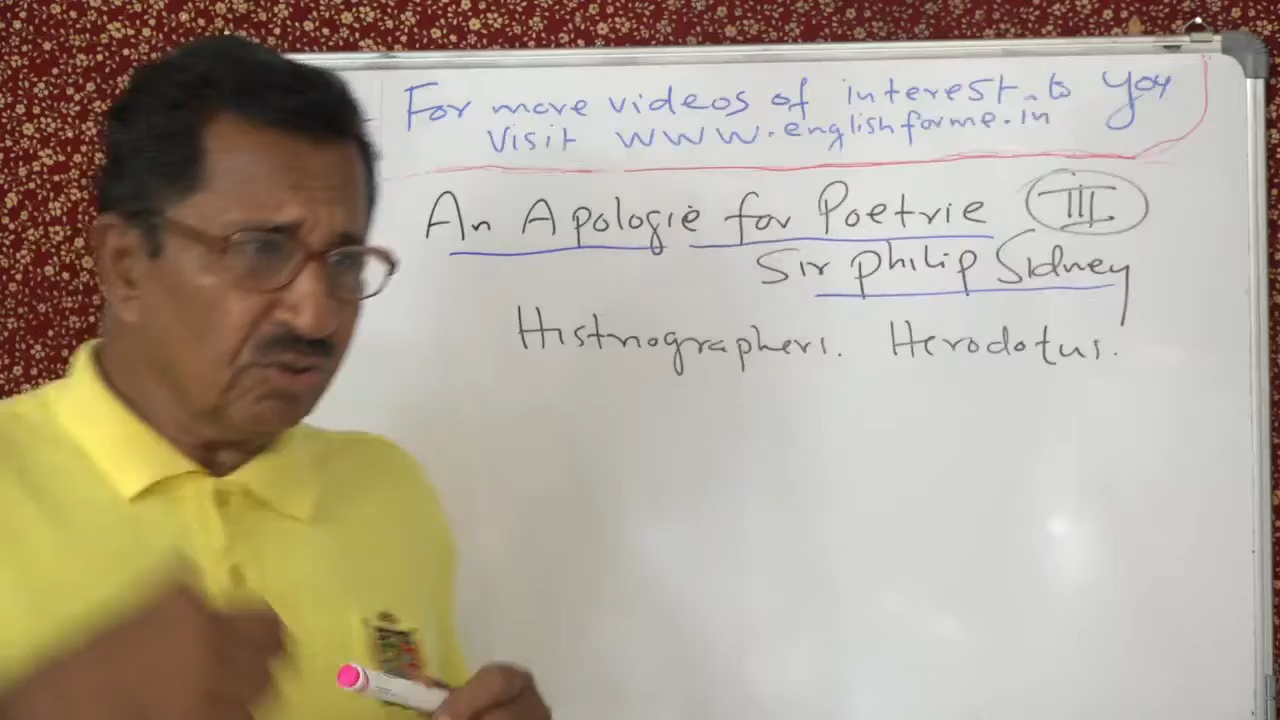 For more videos of interest to you
Visit www.englishforme.in
An Apologie for Poetrie III
Sir Philip Sidney
Histriographers. Herodotus.